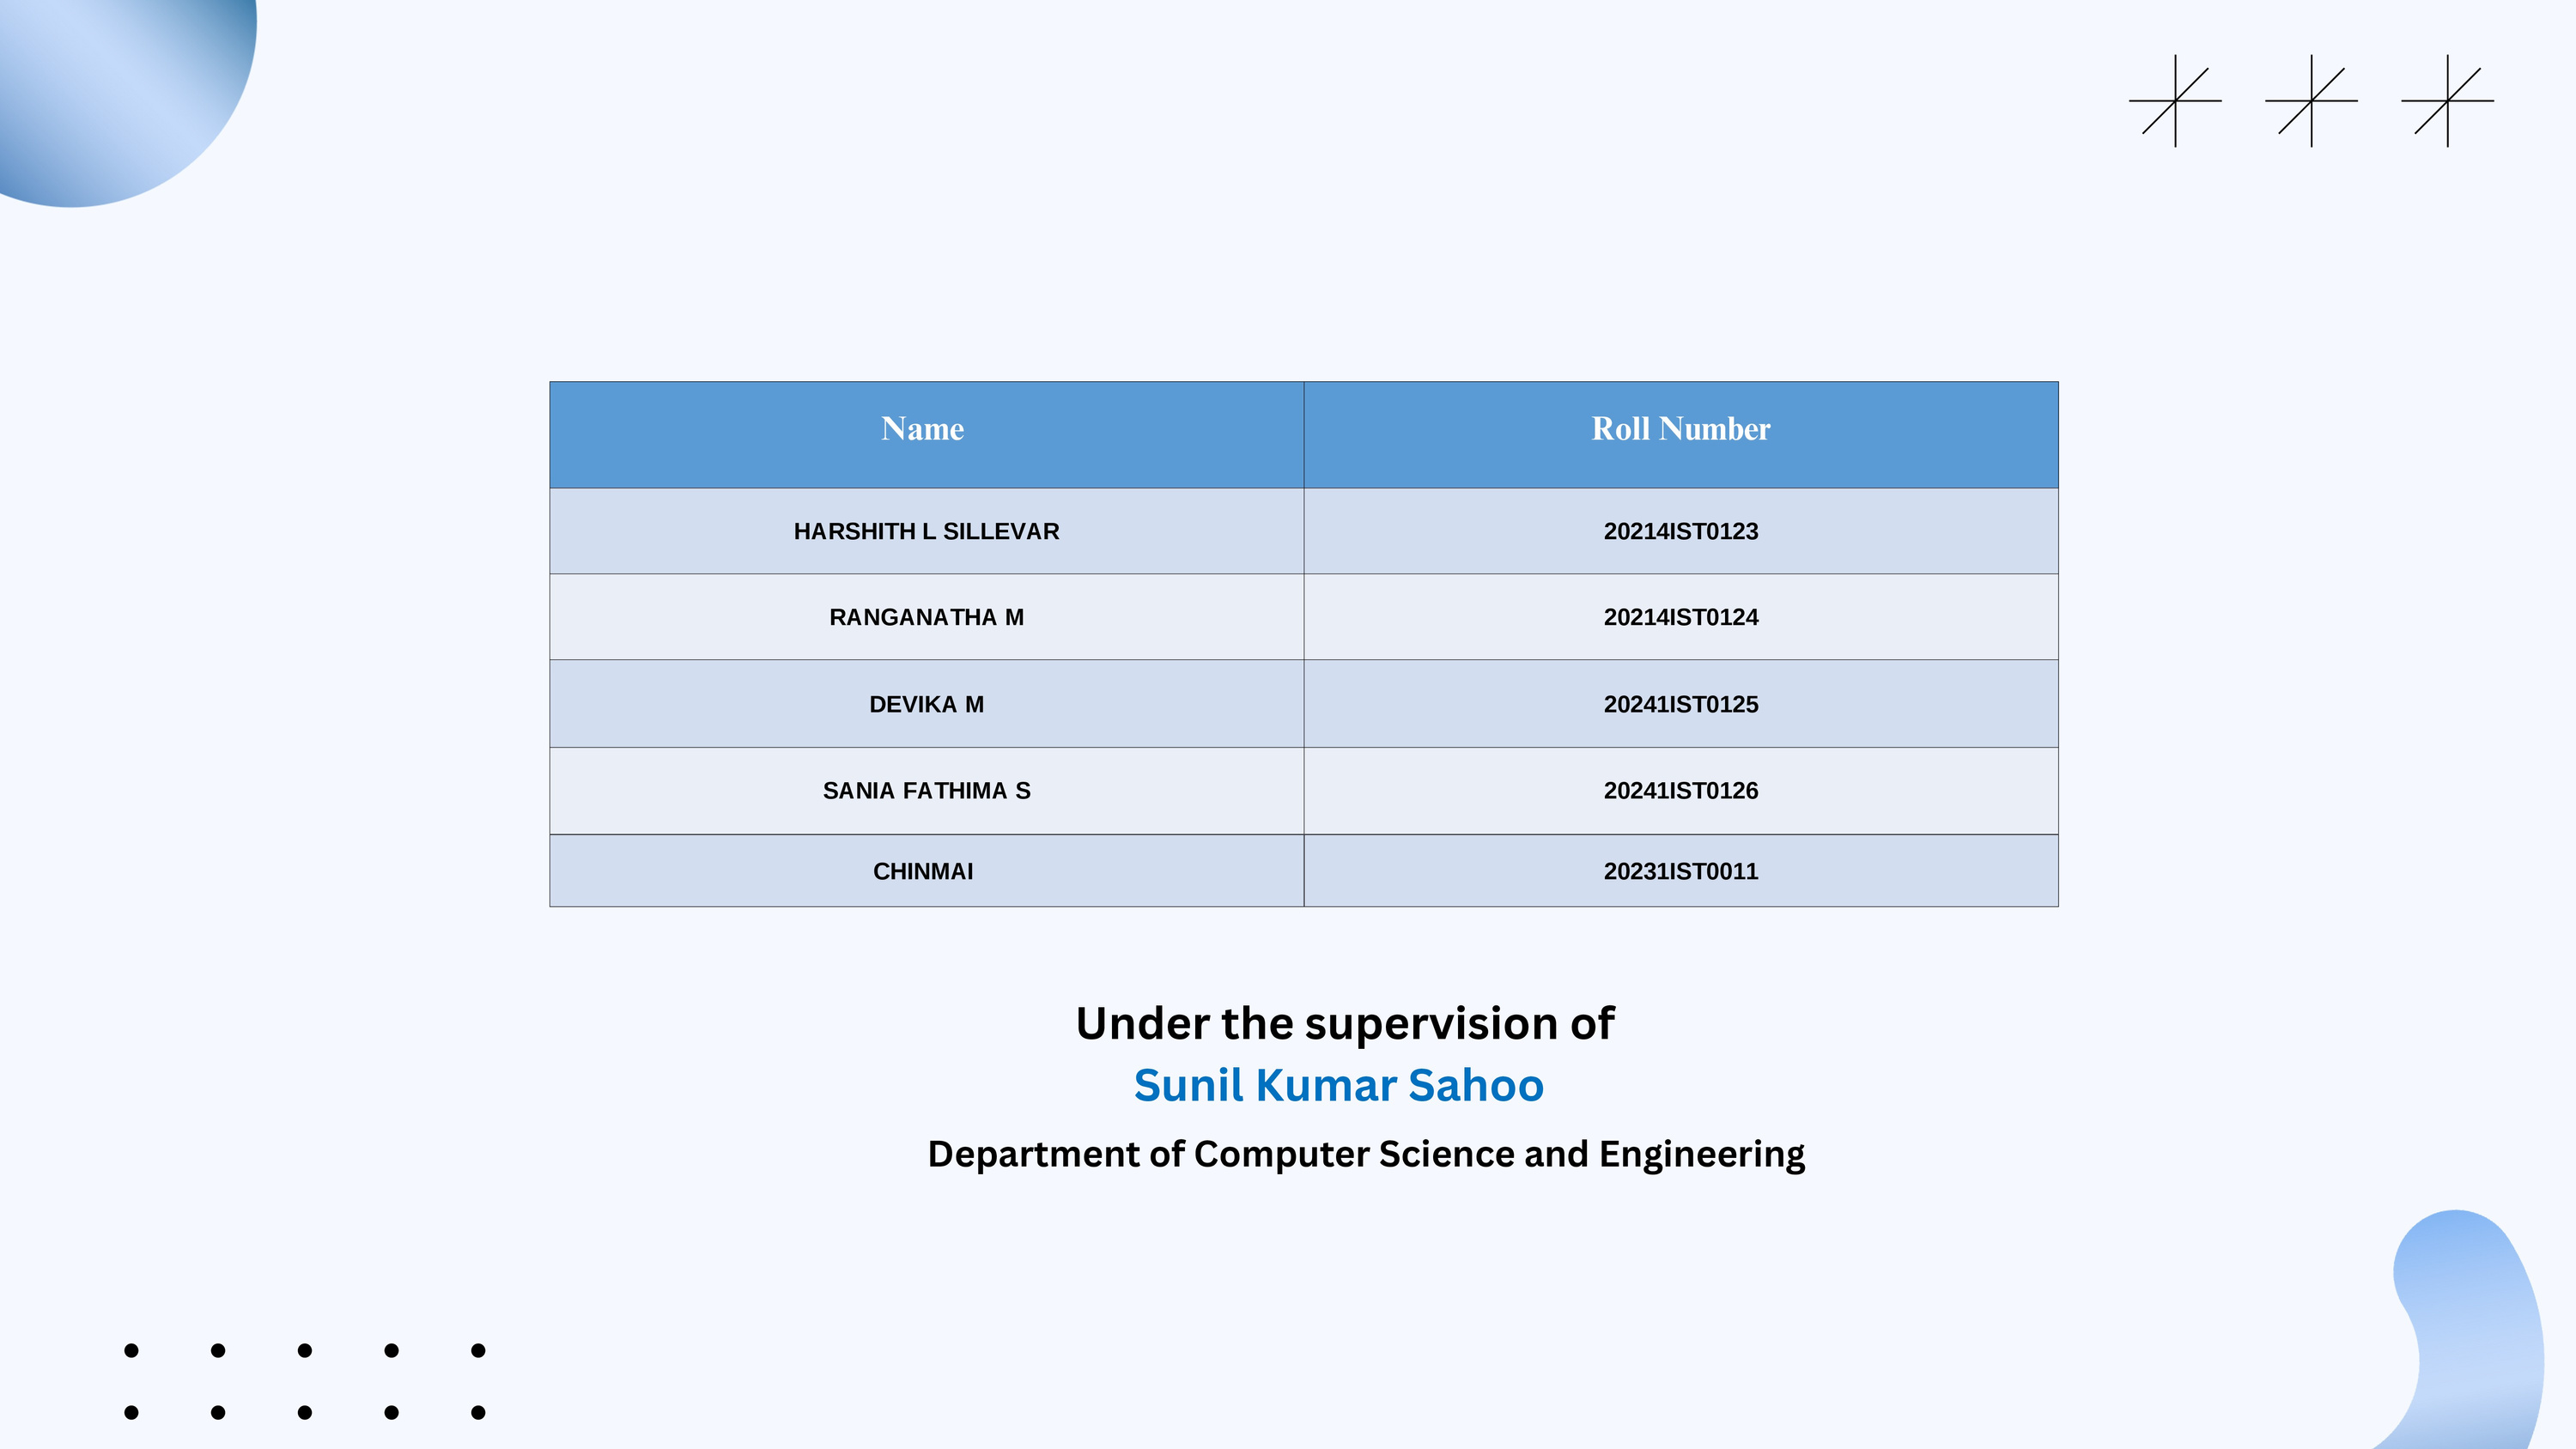 Name Roll Number
HARSHITH L SILLEVAR 20214IST0123
RANGANATHA M 20214IST0124
DEVIKA M 20241IST0125
SANIA FATHIMA S 20241IST0126
CHINMAI 20231IST0011
Under the supervision of
Sunil Kumar Sahoo
Department of Computer Science and Engineering